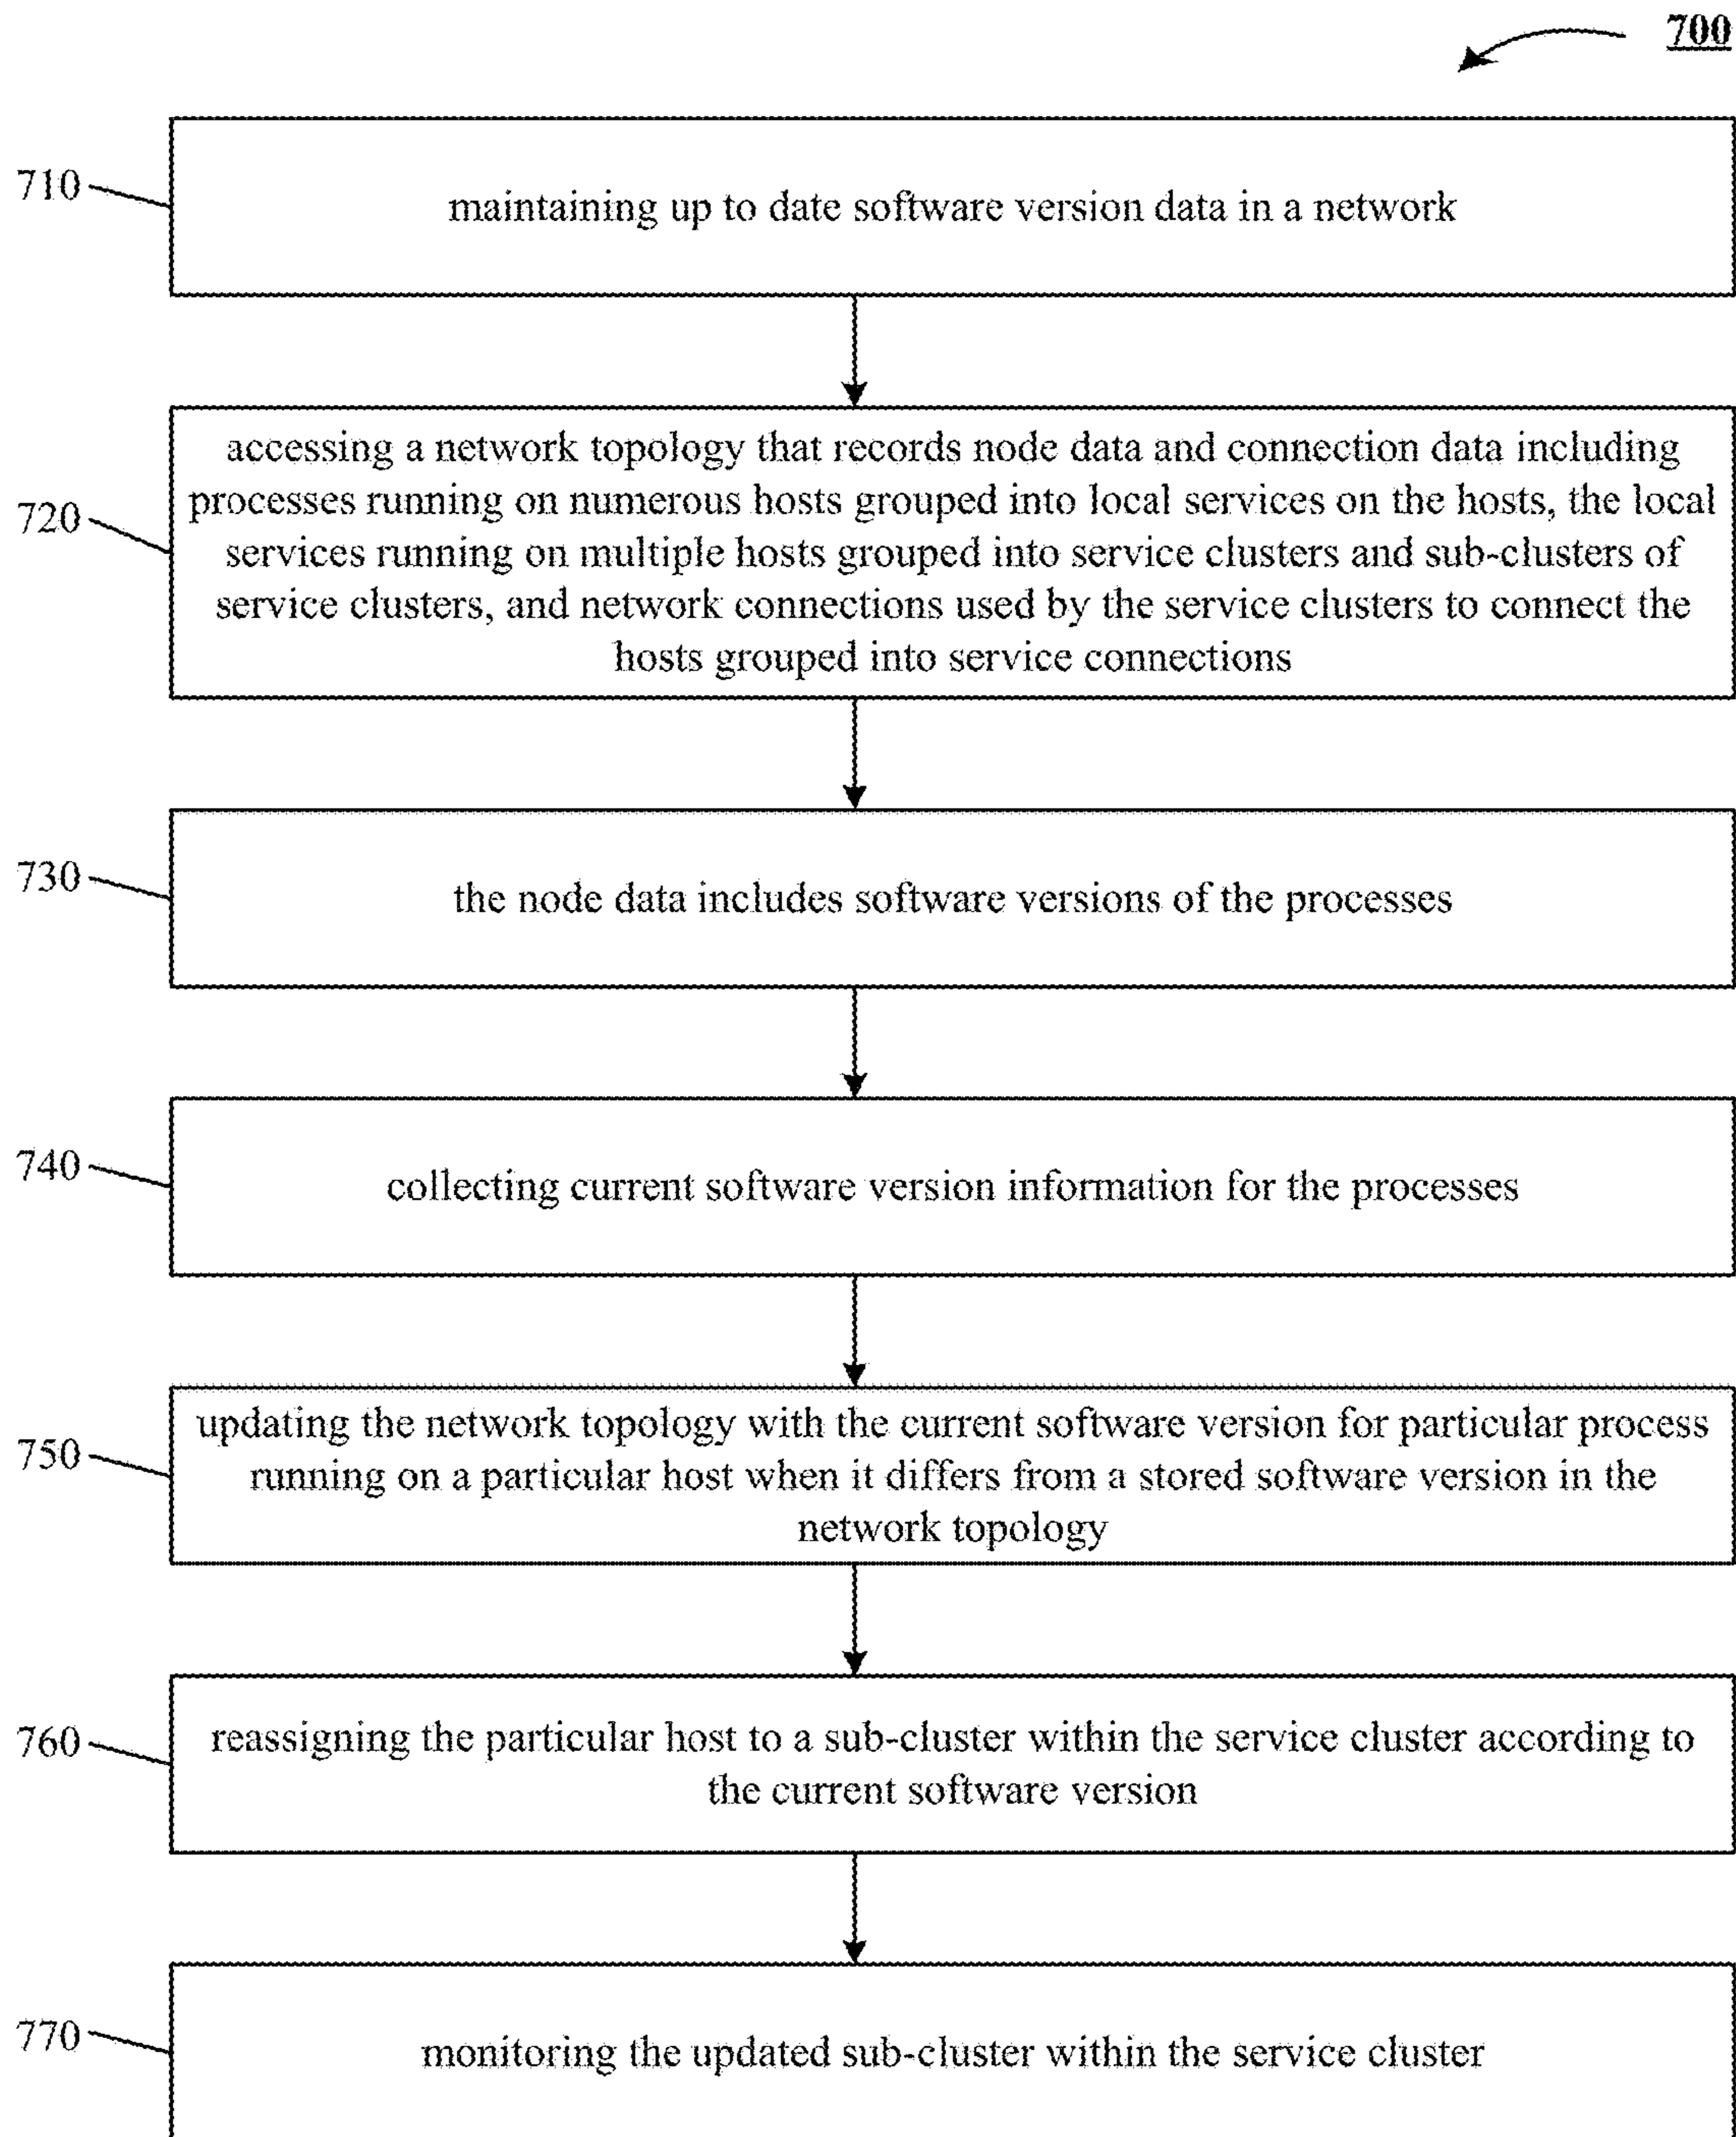 700
710
maintaining up to date software version data in a network
720
accessing a network topology that records node data and connection data including
processes running on numerous hosts grouped into local services on the hosts, the local
services running on multiple hosts grouped into service clusters and sub-clusters of
service clusters, and network connections used by the service clusters to connect the
hosts grouped into service connections
730
the node data includes software versions of the processes
740
collecting current software version information for the processes
750
updating the network topology with the current software version for particular process
running on a particular host when it differs from a stored software version in the
network topology
760
reassigning the particular host to a sub-cluster within the service cluster according to
the current software version
770
monitoring the updated sub-cluster within the service cluster